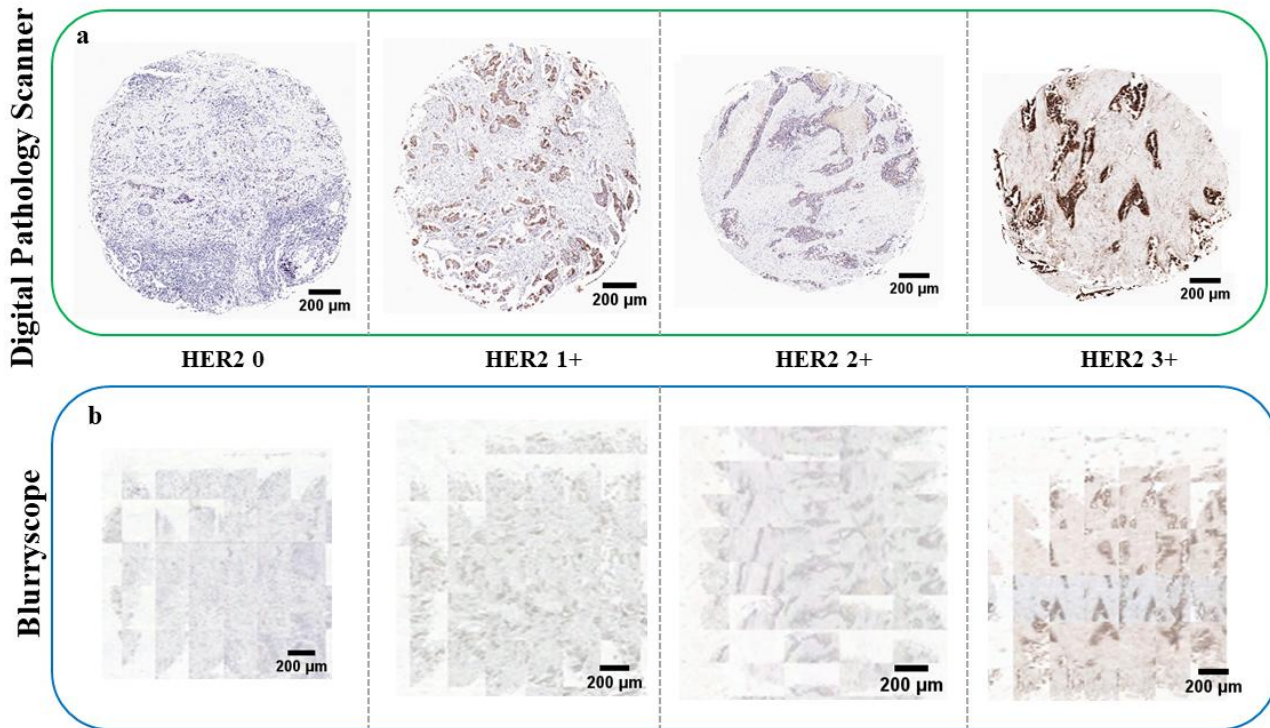 Digital Pathology Scanner
a
200 µm
200 µm
200 µm
200 µm
HER2 0
HER2 1+
HER2 2+
HER2 3+
Blurryscope
b
200 µm
200 µm
200 µm
200 µm